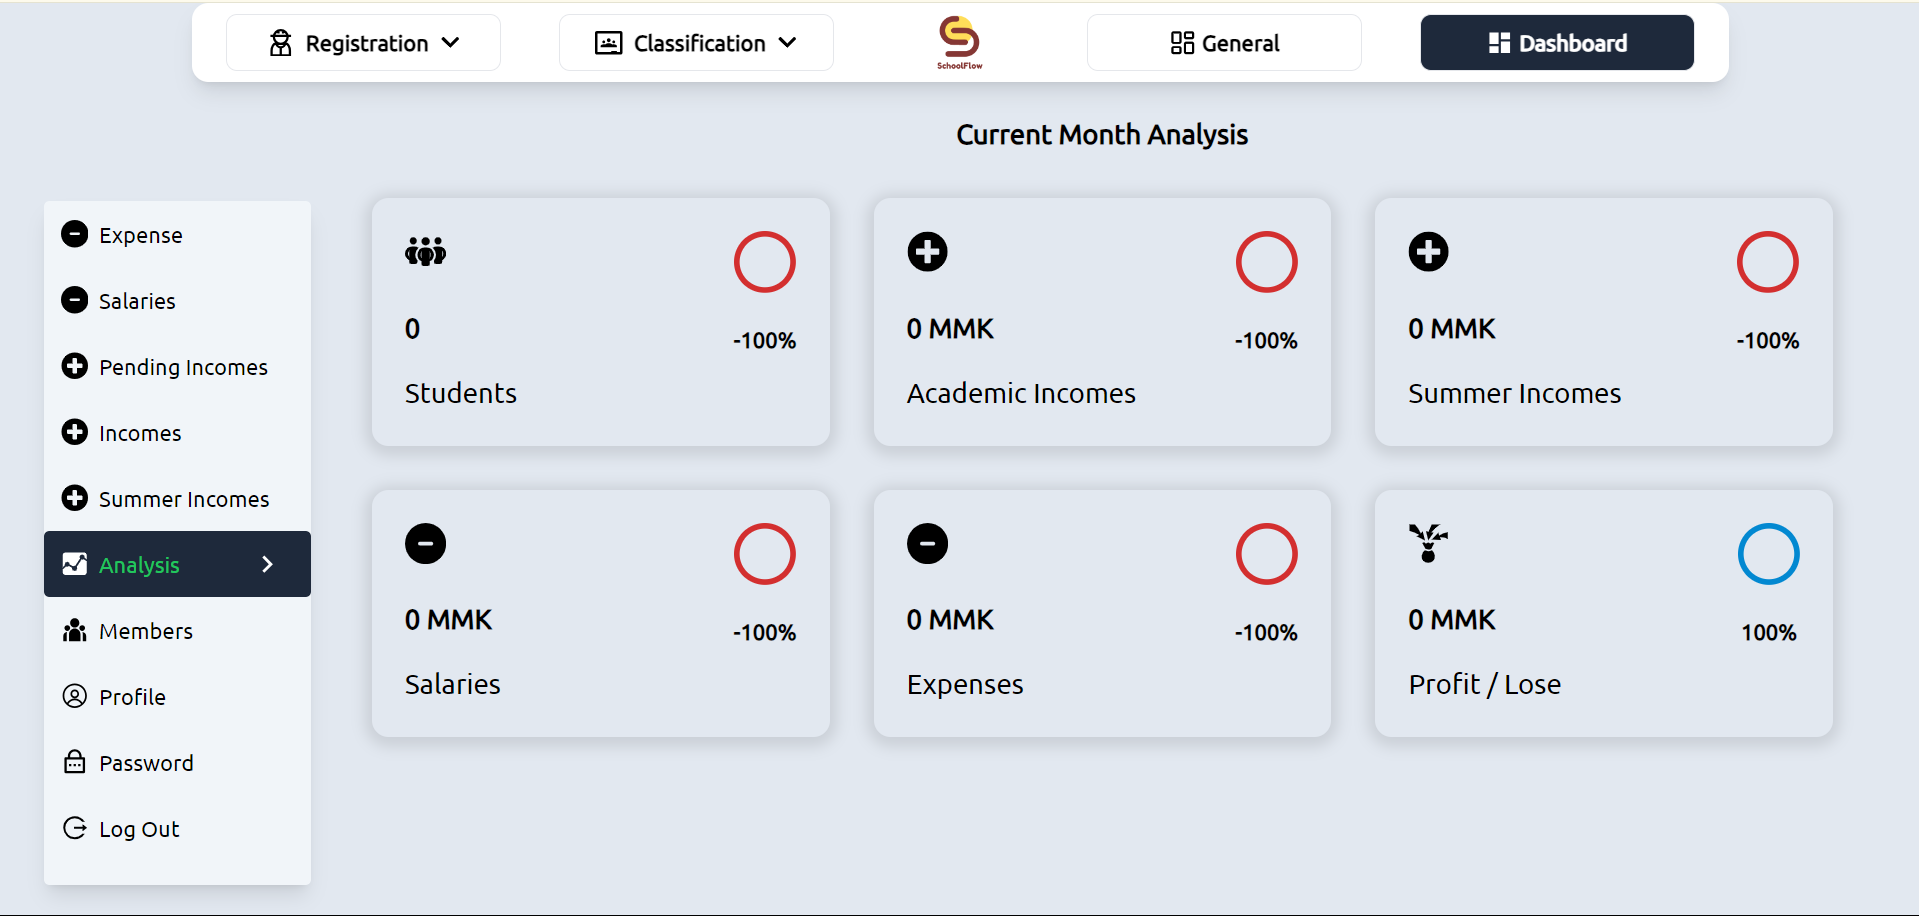 Registration
Classification
SchoolFlow
General
Dashboard
Current Month Analysis
Expense
Salaries
Pending Incomes
Incomes
Summer Incomes
Analysis
Members
Profile
Password
Log Out
0
-100%
Students
0 MMK
-100%
Academic Incomes
0 MMK
-100%
Summer Incomes
0 MMK
-100%
Salaries
0 MMK
-100%
Expenses
0 MMK
100%
Profit / Lose